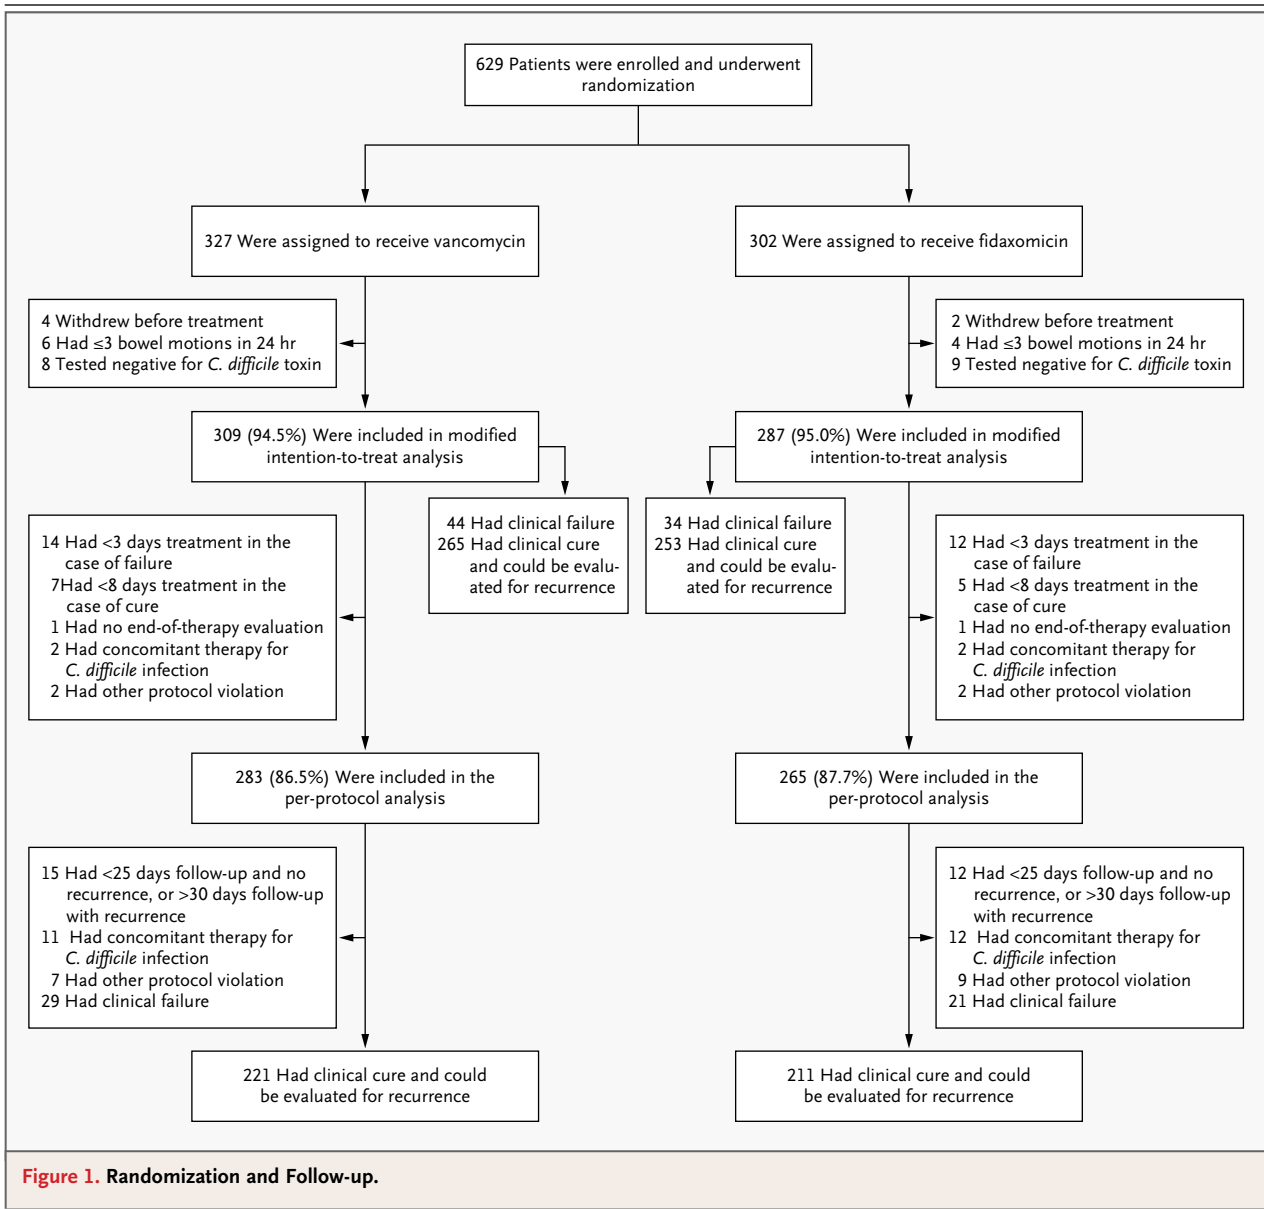 629 Patients were enrolled and underwent
randomization
327 Were assigned to receive vancomycin
302 Were assigned to receive fidaxomicin
4 Withdrew before treatment
6 Had ≤3 bowel motions in 24 hr
8 Tested negative for C. difficile toxin
2 Withdrew before treatment
4 Had ≤3 bowel motions in 24 hr
9 Tested negative for C. difficile toxin
309 (94.5%) Were included in modified
intention-to-treat analysis
287 (95.0%) Were included in modified
intention-to-treat analysis
44 Had clinical failure
265 Had clinical cure
and could be evalu-
ated for recurrence
34 Had clinical failure
253 Had clinical cure
and could be evalu-
ated for recurrence
14 Had <3 days treatment in the
case of failure
7Had <8 days treatment in the
case of cure
1 Had no end-of-therapy evaluation
2 Had concomitant therapy for
C. difficile infection
2 Had other protocol violation
12 Had <3 days treatment in the
case of failure
5 Had <8 days treatment in the
case of cure
1 Had no end-of-therapy evaluation
2 Had concomitant therapy for
C. difficile infection
2 Had other protocol violation
283 (86.5%) Were included in the
per-protocol analysis
265 (87.7%) Were included in the
per-protocol analysis
15 Had <25 days follow-up and no
recurrence, or >30 days follow-up
with recurrence
11 Had concomitant therapy for
C. difficile infection
7 Had other protocol violation
29 Had clinical failure
12 Had <25 days follow-up and no
recurrence, or >30 days follow-up
with recurrence
12 Had concomitant therapy for
C. difficile infection
9 Had other protocol violation
21 Had clinical failure
221 Had clinical cure and could
be evaluated for recurrence
211 Had clinical cure and could
be evaluated for recurrence
Figure 1. Randomization and Follow-up.